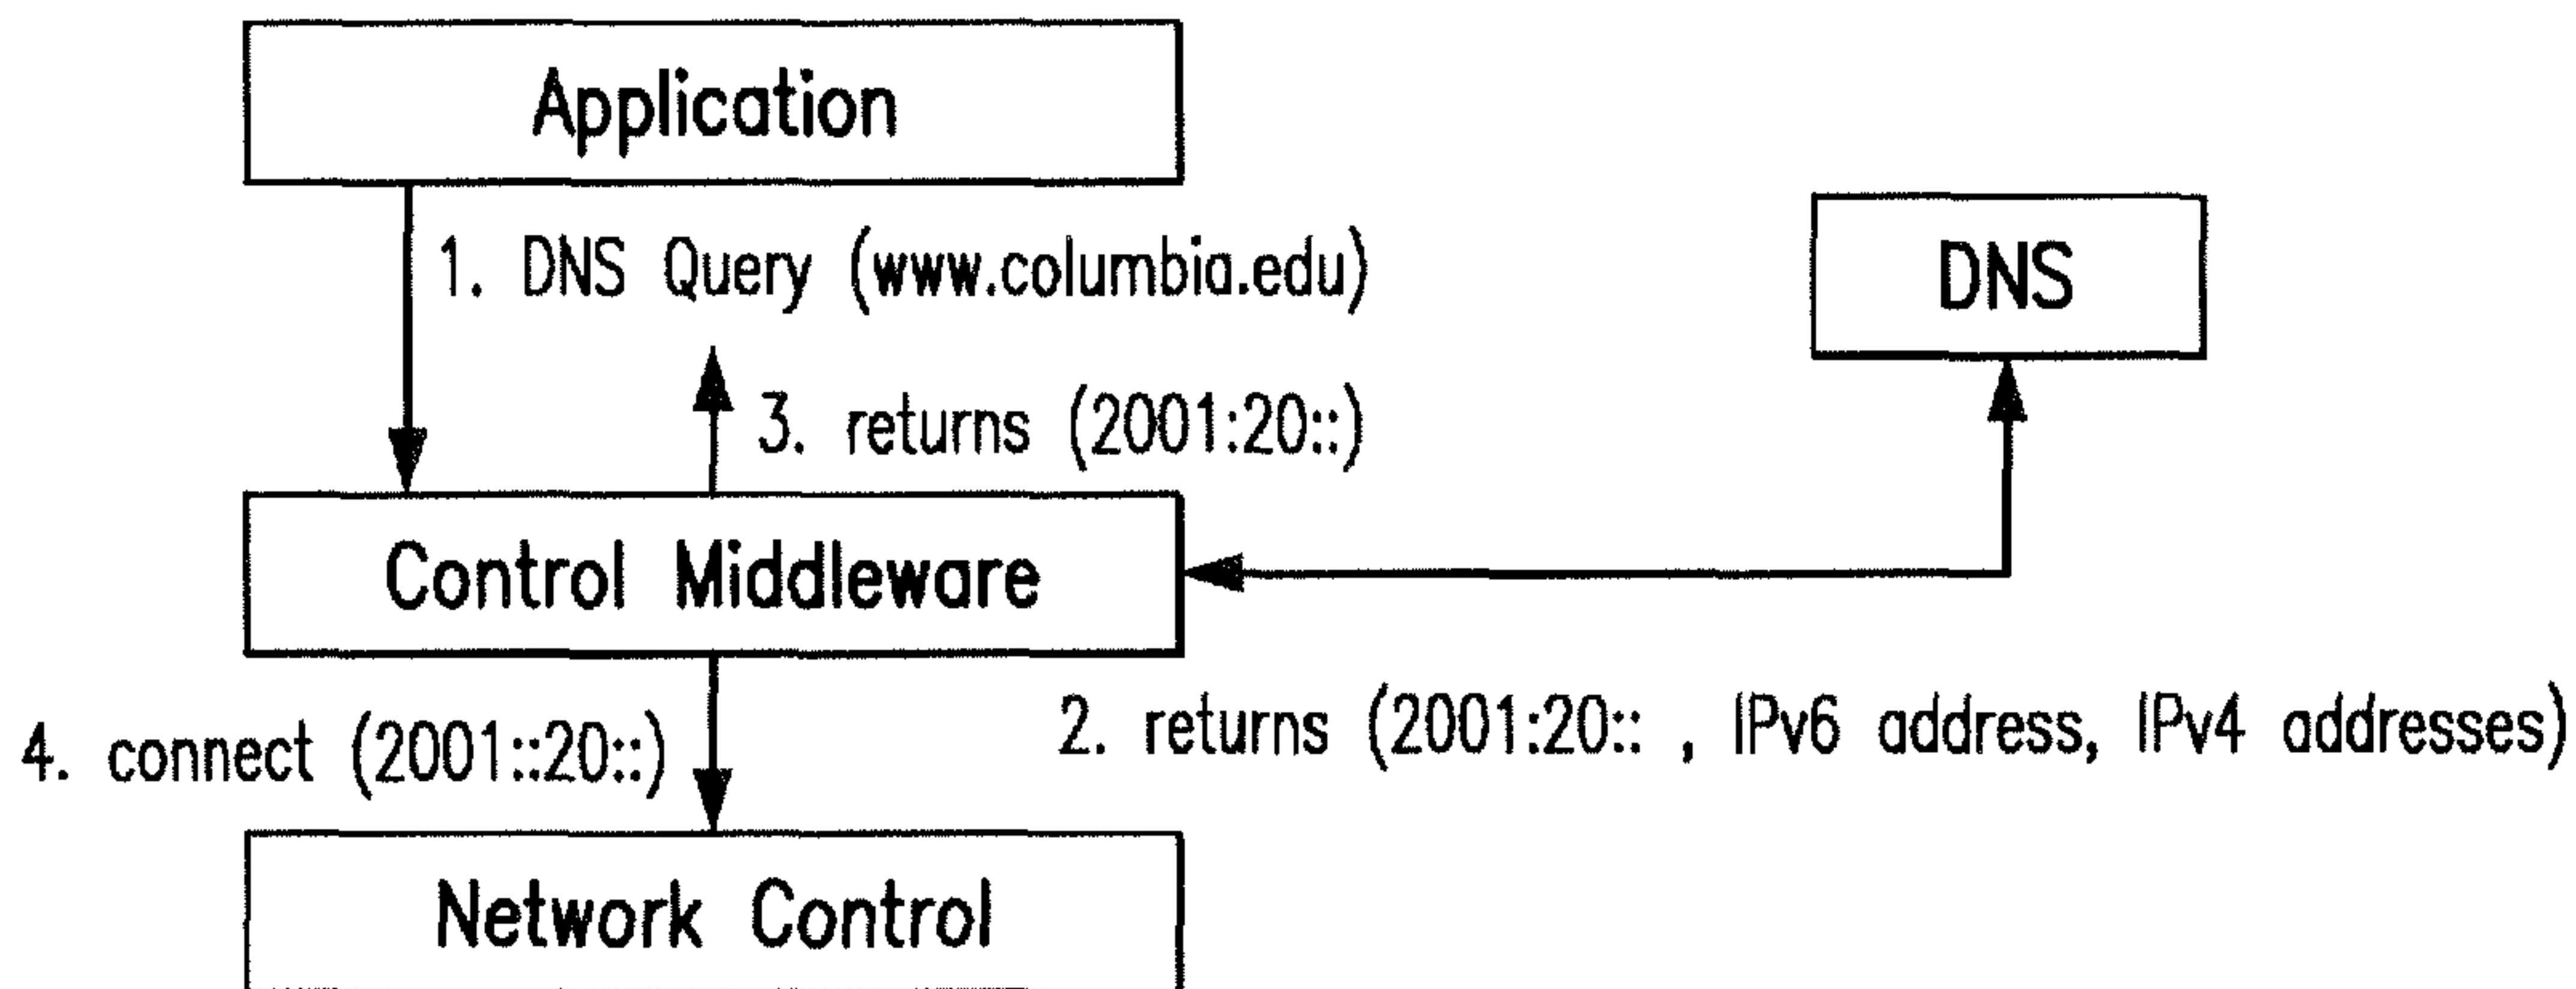 Application
1. DNS Query (www.columbia.edu)
DNS
3. returns (2001:20::)
Control Middleware
2. returns (2001:20:: , IPv6 address, IPv4 addresses)
4. connect (2001::20::)
Network Control